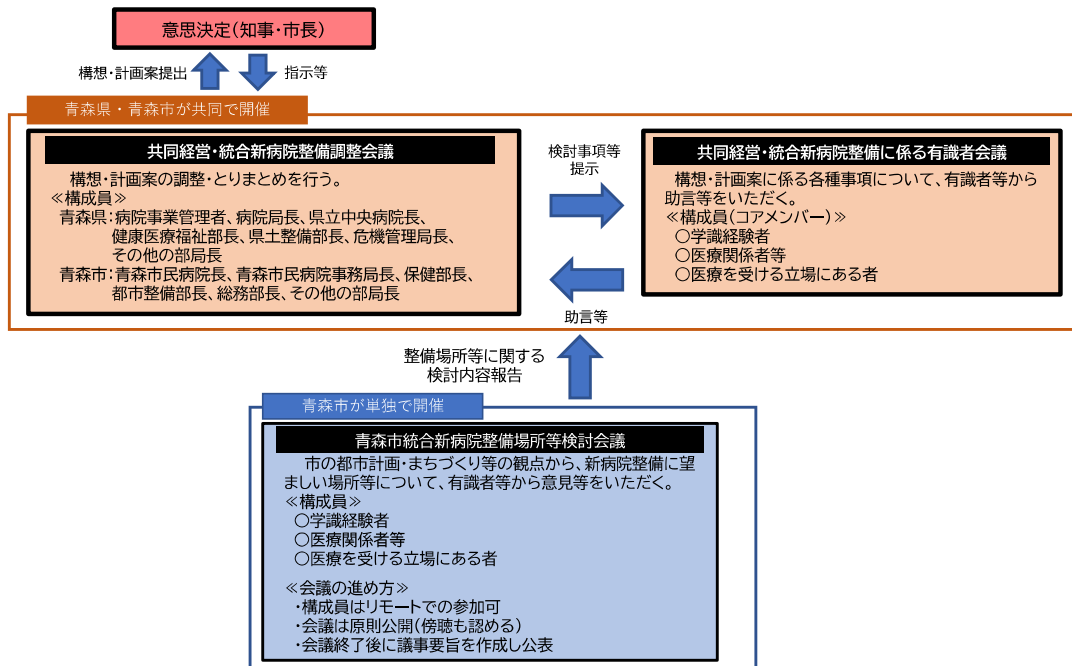 意思決定(知事・市長)
構想・計画案提出
指示等
青森県・青森市が共同で開催
共同経営・統合新病院整備調整会議
構想・計画案の調整・とりまとめを行う。
≪構成員≫
青森県:病院事業管理者、病院局長、県立中央病院長、
健康医療福祉部長、県土整備部長、危機管理局長、
その他の部局長
青森市:青森市民病院長、青森市民病院事務局長、保健部長、
都市整備部長、総務部長、その他の部局長
検討事項等
提示
助言等
共同経営・統合新病院整備に係る有識者会議
構想・計画案に係る各種事項について、有識者等から
助言等をいただく。
≪構成員(コアメンバー)≫
〇学識経験者
〇医療関係者等
〇医療を受ける立場にある者
整備場所等に関する
検討内容報告
青森市が単独で開催
青森市統合新病院整備場所等検討会議
市の都市計画・まちづくり等の観点から、新病院整備に望
ましい場所等について、有識者等から意見等をいただく。
≪構成員≫
〇学識経験者
〇医療関係者等
〇医療を受ける立場にある者
≪会議の進め方≫
・構成員はリモートでの参加可
・会議は原則公開(傍聴も認める)
・会議終了後に議事要旨を作成し公表